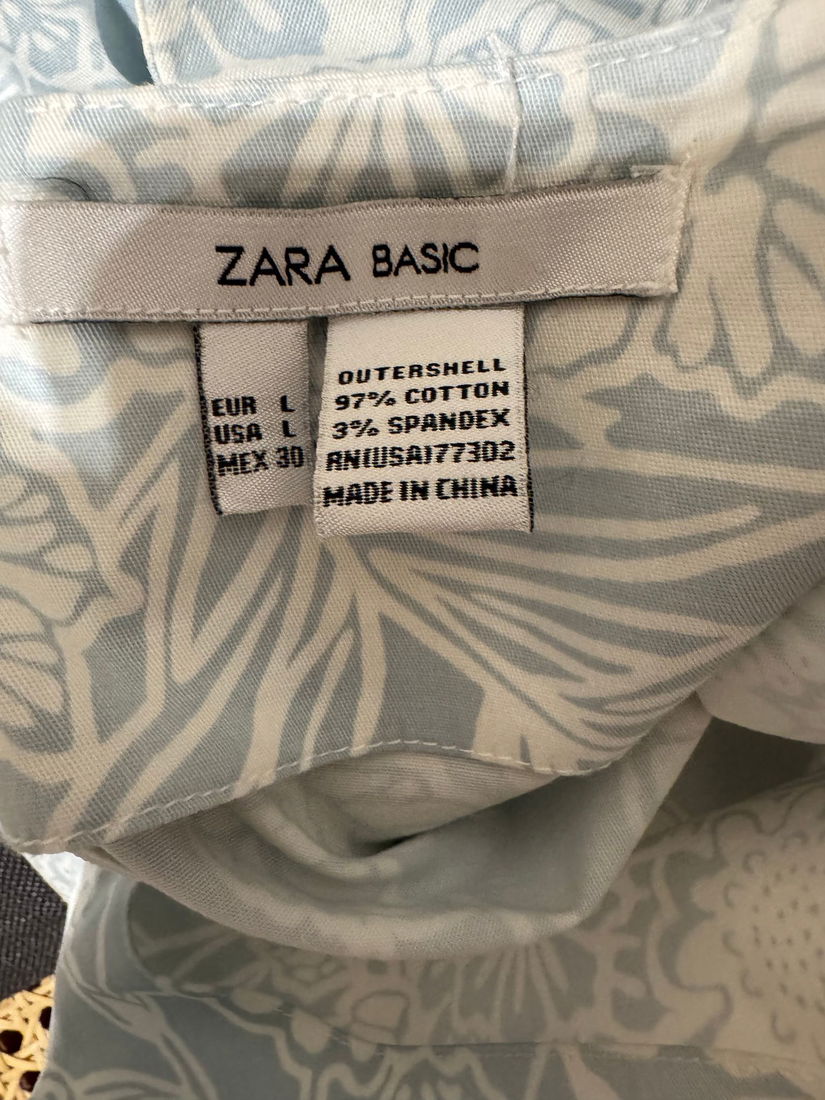 ZARA BASIC
EUR L
USA L
MEX 30
OUTERSHELL
97% COTTON
3% SPANDEX
RN(USA)77302
MADE IN CHINA